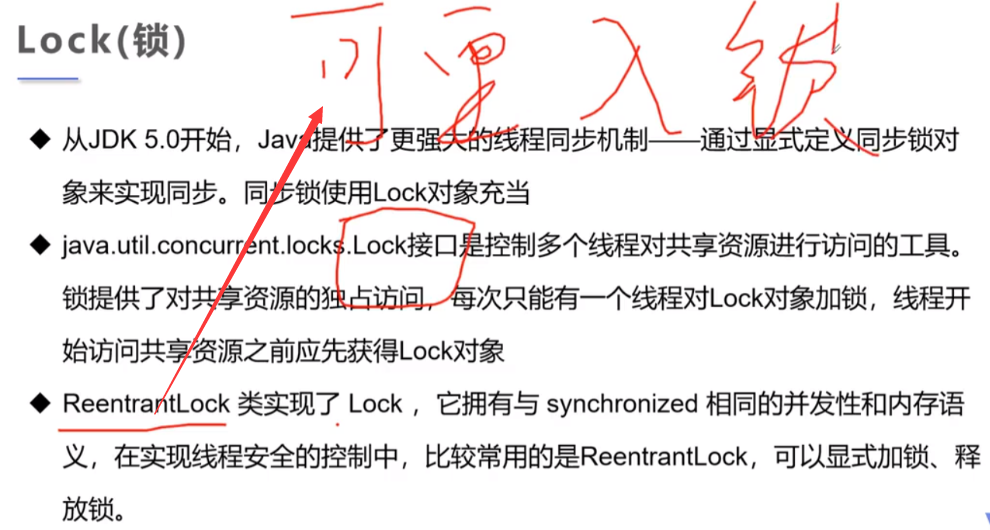 Lock(锁)
可重入锁
◆ 从JDK 5.0开始，Java提供了更强大的线程同步机制——通过显式定义同步锁对
象来实现同步。同步锁使用Lock对象充当
◆ java.util.concurrent.locks.Lock接口是控制多个线程对共享资源进行访问的工具。
锁提供了对共享资源的独占访问，每次只能有一个线程对Lock对象加锁，线程开
始访问共享资源之前应先获得Lock对象
◆ ReentrantLock 类实现了 Lock ，它拥有与 synchronized 相同的并发性和内存语
义，在实现线程安全的控制中，比较常用的是ReentrantLock，可以显式加锁、释
放锁。